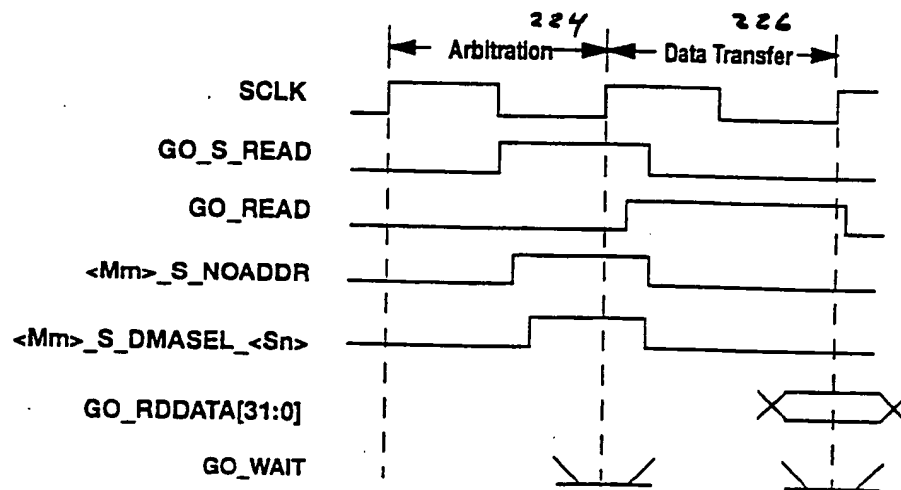 224 226
Arbitration Data Transfer
SCLK
GO_S_READ
GO_READ
<Mm>_S_NOADDR
<Mm>_S_DMASEL_<Sn>
GO_RDDATA[31:0]
GO_WAIT